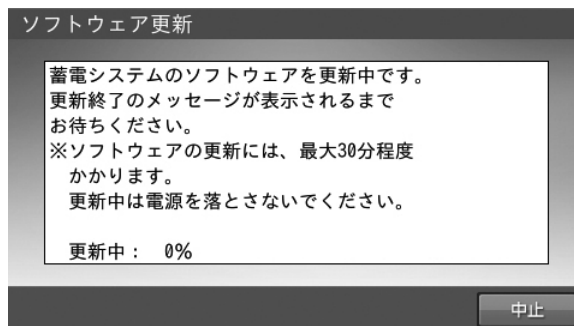 ソフトウェア更新
蓄電システムのソフトウェアを更新中です。
更新終了のメッセージが表示されるまで
お待ちください。
※ソフトウェアの更新には、最大30分程度
かかります。
更新中は電源を落とさないでください。
更新中： 0%
中止